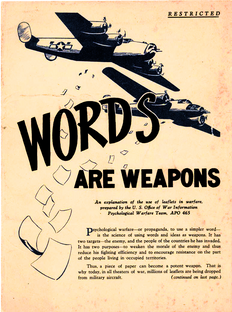 RESTRICTED
WORDS
ARE WEAPONS
An explanation of the use of leaflets in warfare,
prepared by the U. S. Office of War Information
Psychological Warfare Team, APO 465
Psychological warfare—or propaganda, to use a simpler word—
is the science of using words and ideas as weapons. It has
two targets—the enemy, and the people of the countries he has invaded.
It has two purposes—to weaken the morale of the enemy and thus
reduce his fighting efficiency and to encourage resistance on the part
of the people living in occupied territories.
Thus, a piece of paper can become a potent weapon. That is
why today, in all theaters of war, millions of leaflets are being dropped
from military aircraft.
(continued on last page.)